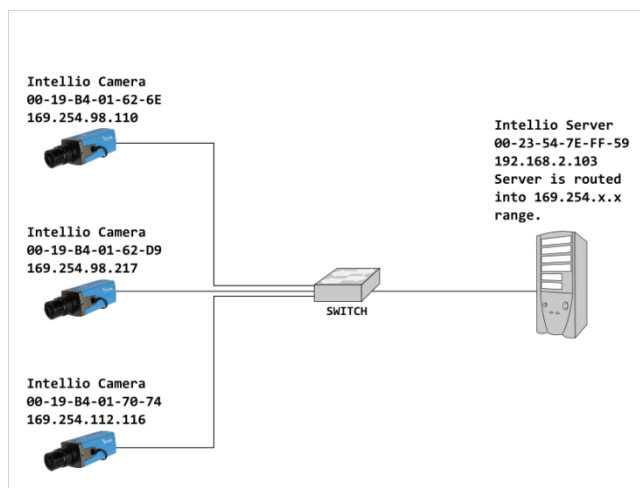 Intellio Camera
00-19-B4-01-62-6E
169.254.98.110
Intellio Server
00-23-54-7E-FF-59
192.168.2.103
Server is routed
into 169.254.x.x
range.
Intellio Camera
00-19-B4-01-62-D9
169.254.98.217
SWITCH
Intellio Camera
00-19-B4-01-70-74
169.254.112.116